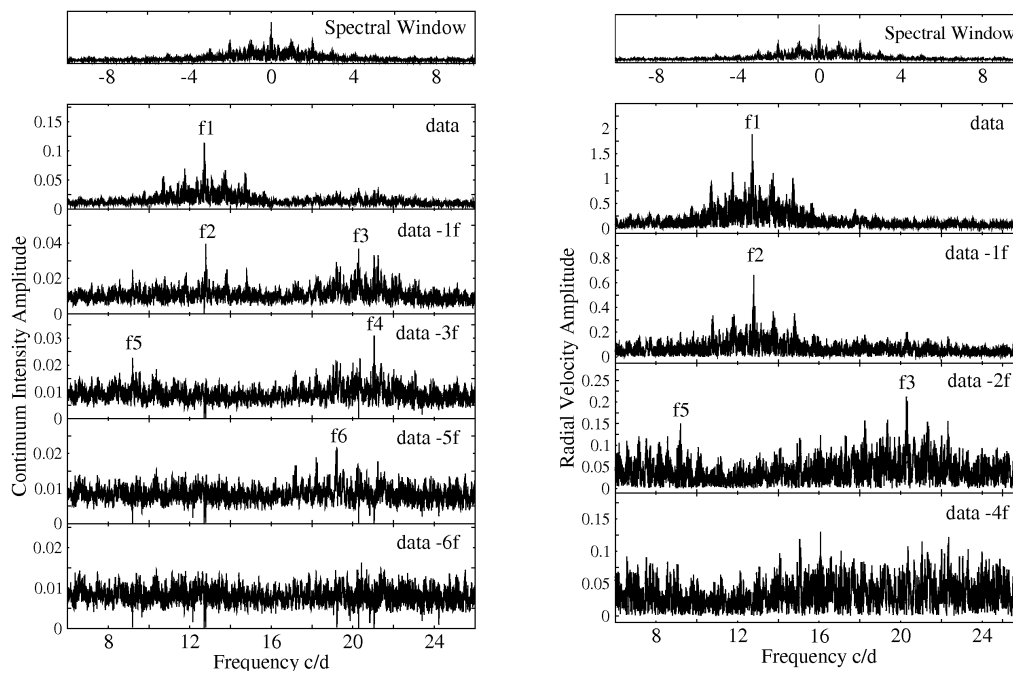 Spectral Window
-8 -4 0 4 8
Continuum Intensity Amplitude
data
f1
0.15
0.05
0
data -1f
f2
f3
0.04
0.02
0
data -3f
f4
f5
0.03
0.01
0
data -5f
f6
0.01
0
data -6f
0.02
0.01
0
8 12 16 20 24
Frequency c/d
Spectral Window
-8 -4 0 4 8
Radial Velocity Amplitude
data
f1
2
1.5
1
0.5
0
data -1f
f2
0.8
0.6
0.4
0.2
0
data -2f
f3
f5
0.25
0.2
0.15
0.1
0.05
0
data -4f
0.15
0.1
0.05
0
8 12 16 20 24
Frequency c/d